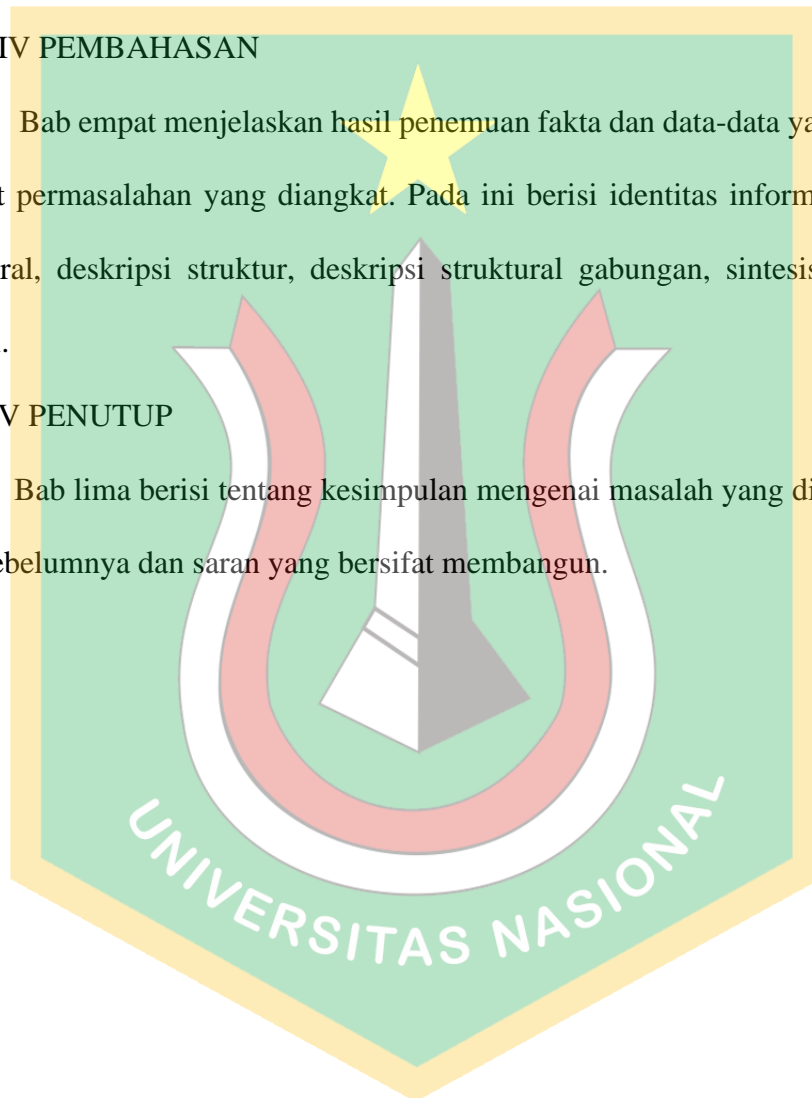 IV PEMBAHASAN
Bab empat menjelaskan hasil penemuan fakta dan data-data ya
t permasalahan yang diangkat. Pada ini berisi identitas inform
ral, deskripsi struktur, deskripsi struktural gabungan, sintesis
.
V PENUTUP
Bab lima berisi tentang kesimpulan mengenai masalah yang di
ebelumnya dan saran yang bersifat membangun.
UNIVERSITAS NASIONAL